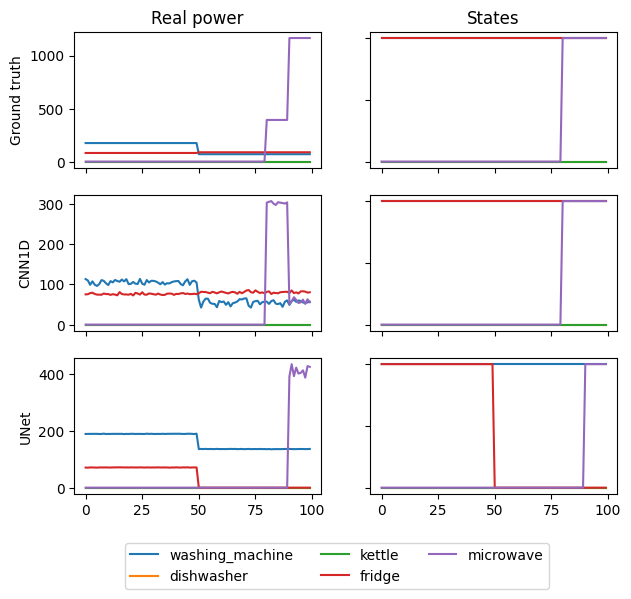 Real power
States
Ground truth
1000
500
0
CNN1D
300
200
100
0
UNet
400
200
0
0 25 50 75 100
0 25 50 75 100
washing_machine
dishwasher
kettle
fridge
microwave